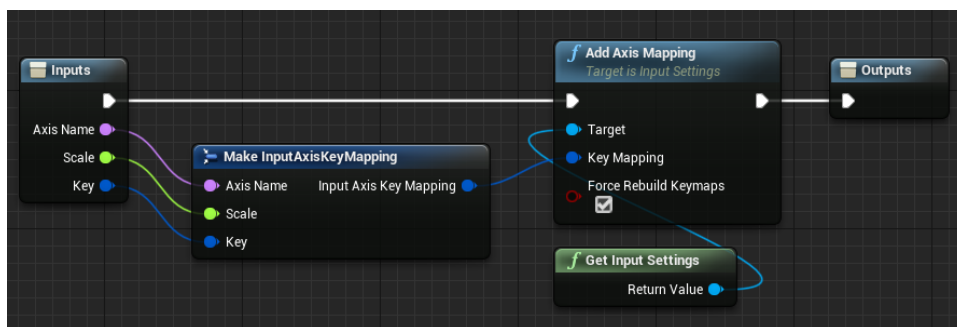 Inputs
Axis Name
Scale
Key
Make InputAxisKeyMapping
Axis Name Input Axis Key Mapping
Scale
Key
f Add Axis Mapping
Target is Input Settings
Target
Key Mapping
Force Rebuild Keymaps
f Get Input Settings
Return Value
Outputs